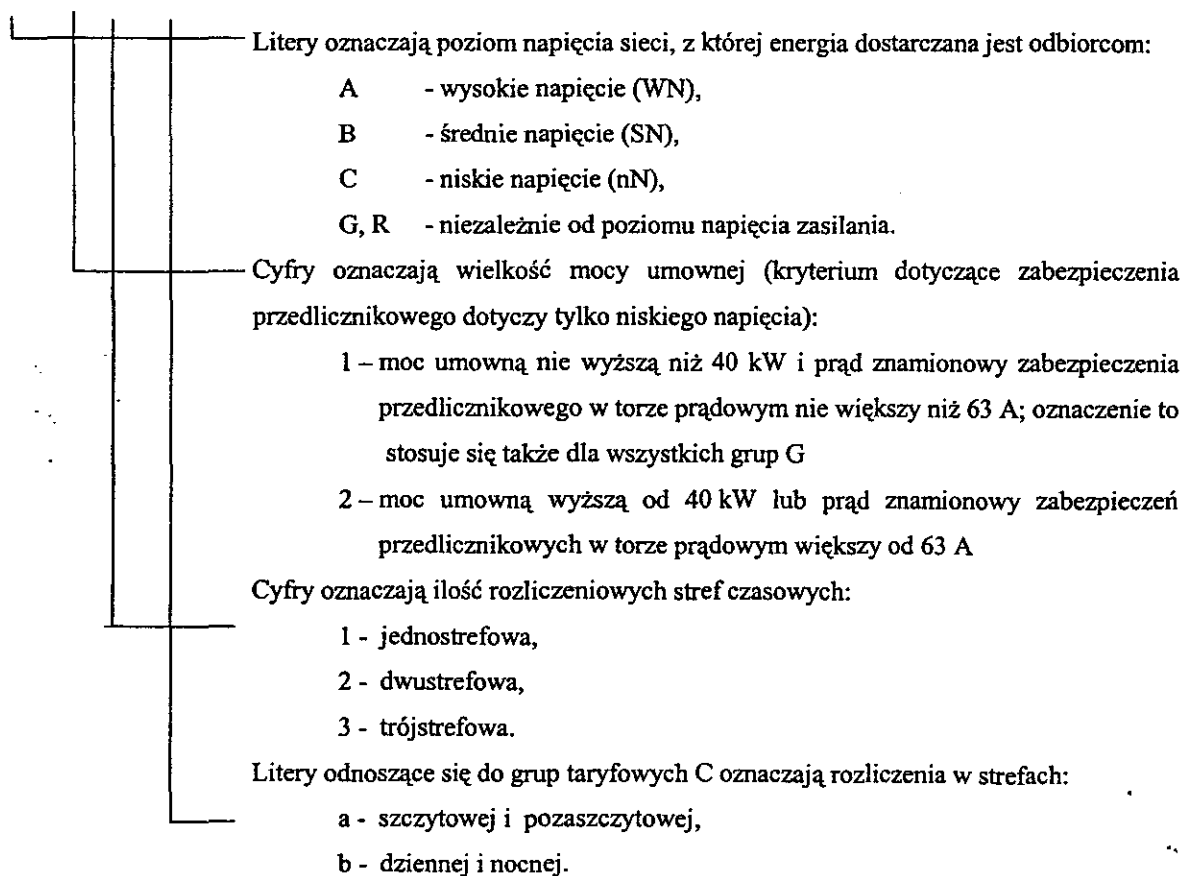 Litery oznaczają poziom napięcia sieci, z której energia dostarczana jest odbiorcom:
A - wysokie napięcie (WN),
B - średnie napięcie (SN),
C - niskie napięcie (nN),
G, R - niezależnie od poziomu napięcia zasilania.
Cyfry oznaczają wielkość mocy umownej (kryterium dotyczące zabezpieczenia
przedlicznikowego dotyczy tylko niskiego napięcia):
1 – moc umowną nie wyższą niż 40 kW i prąd znamionowy zabezpieczenia
przedlicznikowego w torze prądowym nie większy niż 63 A; oznaczenie to
stosuje się także dla wszystkich grup G
2 – moc umowną wyższą od 40 kW lub prąd znamionowy zabezpieczeń
przedlicznikowych w torze prądowym większy od 63 A
Cyfry oznaczają ilość rozliczeniowych stref czasowych:
1 - jednostrefowa,
2 - dwustrefowa,
3 - trójstrefowa.
Litery odnoszące się do grup taryfowych C oznaczają rozliczenia w strefach:
a - szczytowej i pozaszczytowej,
b - dziennej i nocnej.